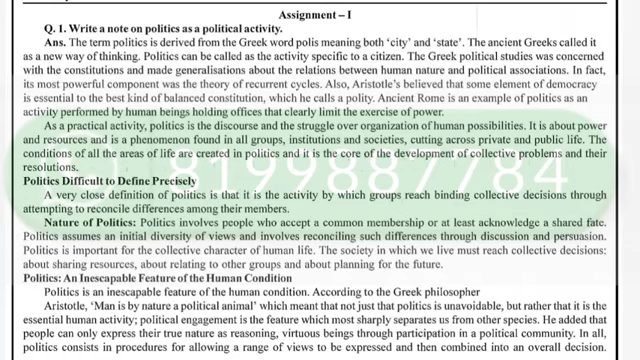 Assignment – I
Q. 1. Write a note on politics as a political activity.
Ans. The term politics is derived from the Greek word polis meaning both 'city' and 'state'. The ancient Greeks called it
as a new way of thinking. Politics can be called as the activity specific to a citizen. The Greek political studies was concerned
with the constitutions and made generalisations about the relations between human nature and political associations. In fact,
its most powerful component was the theory of recurrent cycles. Also, Aristotle's believed that some element of democracy
is essential to the best kind of balanced constitution, which he calls a polity. Ancient Rome is an example of politics as an
activity performed by human beings holding offices that clearly limit the exercise of power.
As a practical activity, politics is the discourse and the struggle over organization of human possibilities. It is about power
and resources and is a phenomenon found in all groups, institutions and societies, cutting across private and public life. The
conditions of all the areas of life are created in politics and it is the core of the development of collective problems and their
resolutions.
8199887784
Politics Difficult to Define Precisely
A very close definition of politics is that it is the activity by which groups reach binding collective decisions through
attempting to reconcile differences among their members.
Nature of Politics: Politics involves people who accept a common membership or at least acknowledge a shared fate.
Politics assumes an initial diversity of views and involves reconciling such differences through discussion and persuasion.
Politics is important for the collective character of human life. The society in which we live must reach collective decisions:
about sharing resources, about relating to other groups and about planning for the future.
Politics: An Inescapable Feature of the Human Condition
Politics is an inescapable feature of the human condition. According to the Greek philosopher
Aristotle, 'Man is by nature a political animal' which meant that not just that politics is unavoidable, but rather that it is the
essential human activity; political engagement is the feature which most sharply separates us from other species. He added that
people can only express their true nature as reasoning, virtuous beings through participation in a political community. In all,
politics consists in procedures for allowing a range of views to be expressed and then combined into an overall decision.